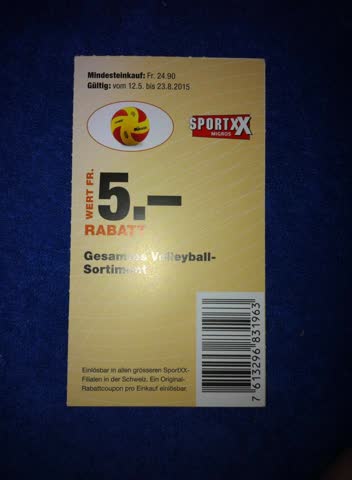 Mindesteinkauf: Fr. 24.90
Gültig: vom 12.5. bis 23.8.2015
SPORTXX
MIGROS
WERT FR.
5.–
RABATT
Gesamtes Volleyball-
Sortiment
Einlösbar in allen grösseren SportXX-
Filialen in der Schweiz. Ein Original-
Rabattcoupon pro Einkauf einlösbar.
7 613296 831963